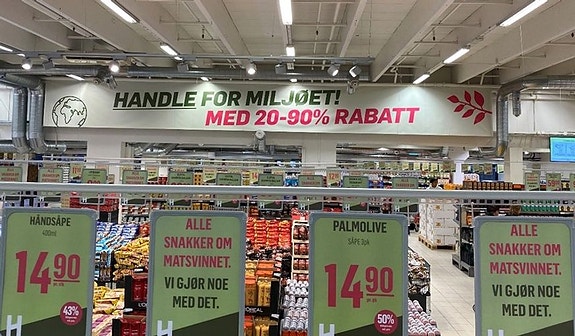 HANDLE FOR MILJØET!
MED 20-90% RABATT
HÅNDSÅPE
400ml
14 90
43%
ALLE
SNAKKER OM
MATSVINNET.
VI GJØR NOE
MED DET.
PALMOLIVE
SÅPE 3pk
14 90
50%
ALLE
SNAKKER OM
MATSVINNET.
VI GJØR NOE
MED DET.